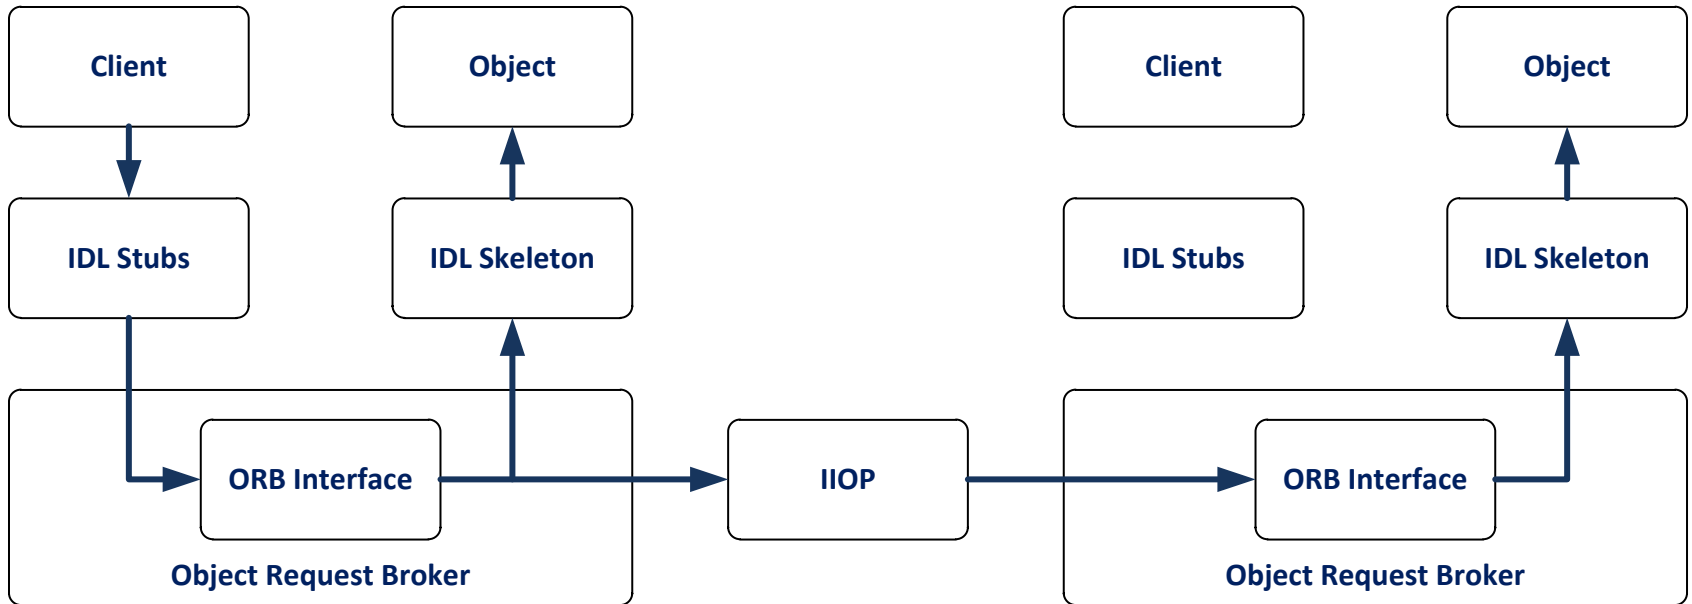 Client
Object
Client
Object
IDL Stubs
IDL Skeleton
IDL Stubs
IDL Skeleton
ORB Interface
IIOP
ORB Interface
Object Request Broker
Object Request Broker